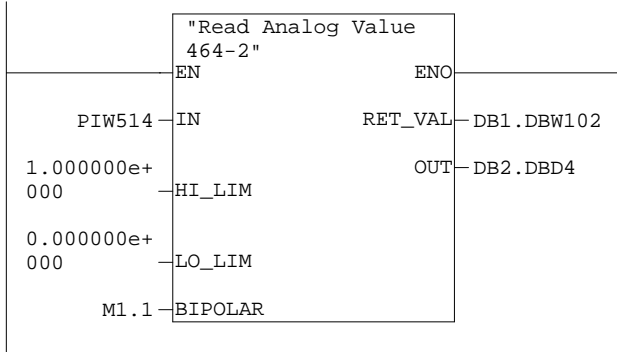 "Read Analog Value
464-2"
EN ENO
PIW514 IN RET_VAL DB1.DBW102
1.000000e+
000 HI_LIM OUT DB2.DBD4
0.000000e+
000 LO_LIM
M1.1 BIPOLAR